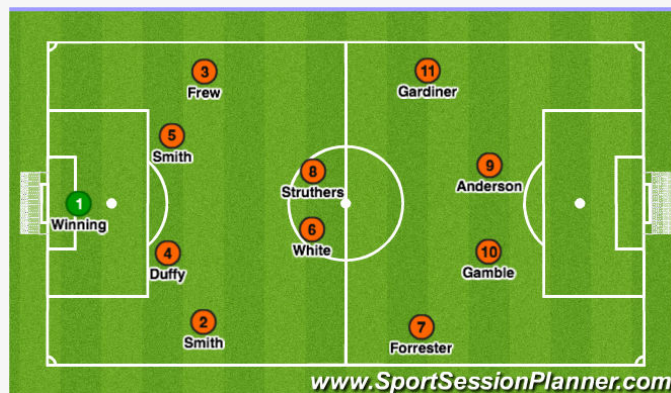 3
Frew
11
Gardiner
5
Smith
9
Anderson
8
Struthers
1
Winning
6
White
4
Duffy
10
Gamble
2
Smith
7
Forrester
www.SportSessionPlanner.com